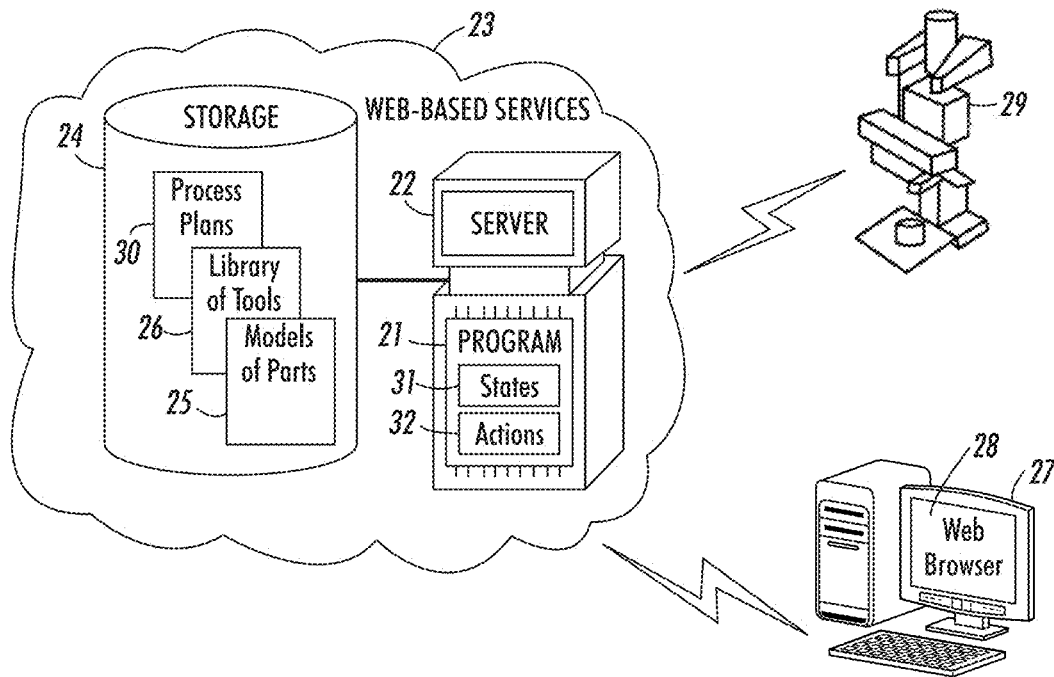 23
STORAGE
WEB-BASED SERVICES
24
Process
Plans
30
Library
of Tools
26
Models
of Parts
25
22
SERVER
21
PROGRAM
31
States
32
Actions
29
28
27
Web
Browser